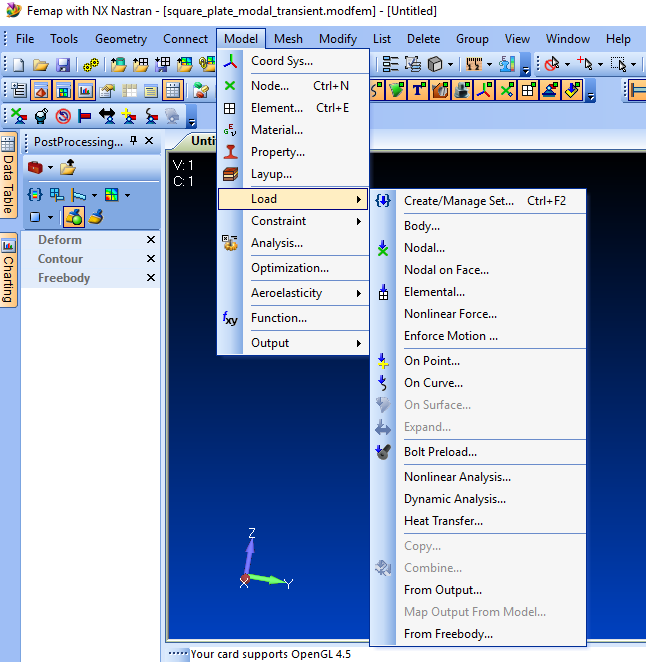 Femap with NX Nastran - [square_plate_modal_transient.modfem] - [Untitled]
File Tools Geometry Connect Model Mesh Modify List Delete Group View Window Help
Coord Sys...
Node... Ctrl+N
Element... Ctrl+E
Material...
Property...
Layup...
Load
Constraint
Analysis...
Optimization...
Aeroelasticity
Function...
Output
Create/Manage Set... Ctrl+F2
Body...
Nodal...
Nodal on Face...
Elemental...
Nonlinear Force...
Enforce Motion ...
On Point...
On Curve...
On Surface...
Expand...
Bolt Preload...
Nonlinear Analysis...
Dynamic Analysis...
Heat Transfer...
Copy...
Combine...
From Output...
Map Output From Model...
From Freebody...
PostProcessing...
Deform
Contour
Freebody
Data Table
Charting
Unti
V: 1
C: 1
Z
Y
X
Your card supports OpenGL 4.5